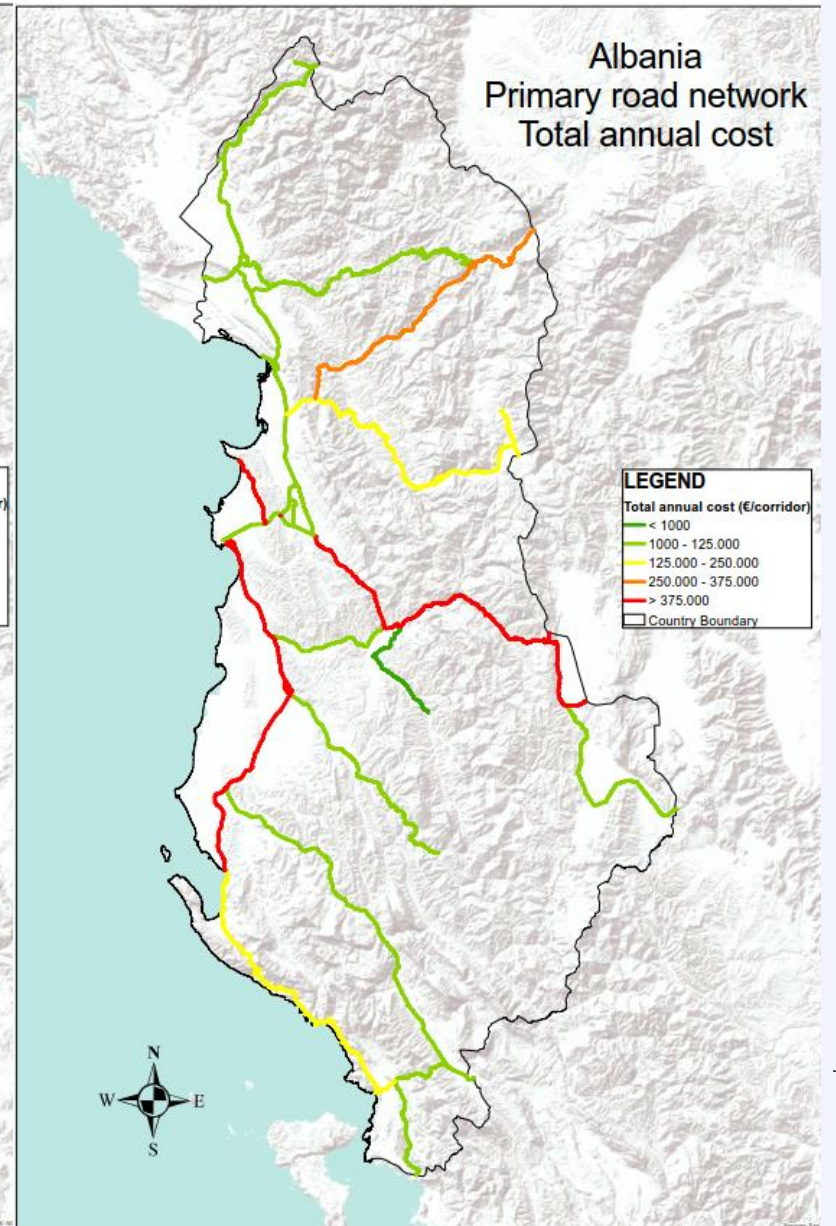 Albania
Primary road network
Total annual cost
r)
LEGEND
Total annual cost (€/corridor)
< 1000
1000 - 125.000
125.000 - 250.000
250.000 - 375.000
> 375.000
Country Boundary
N
W
E
S